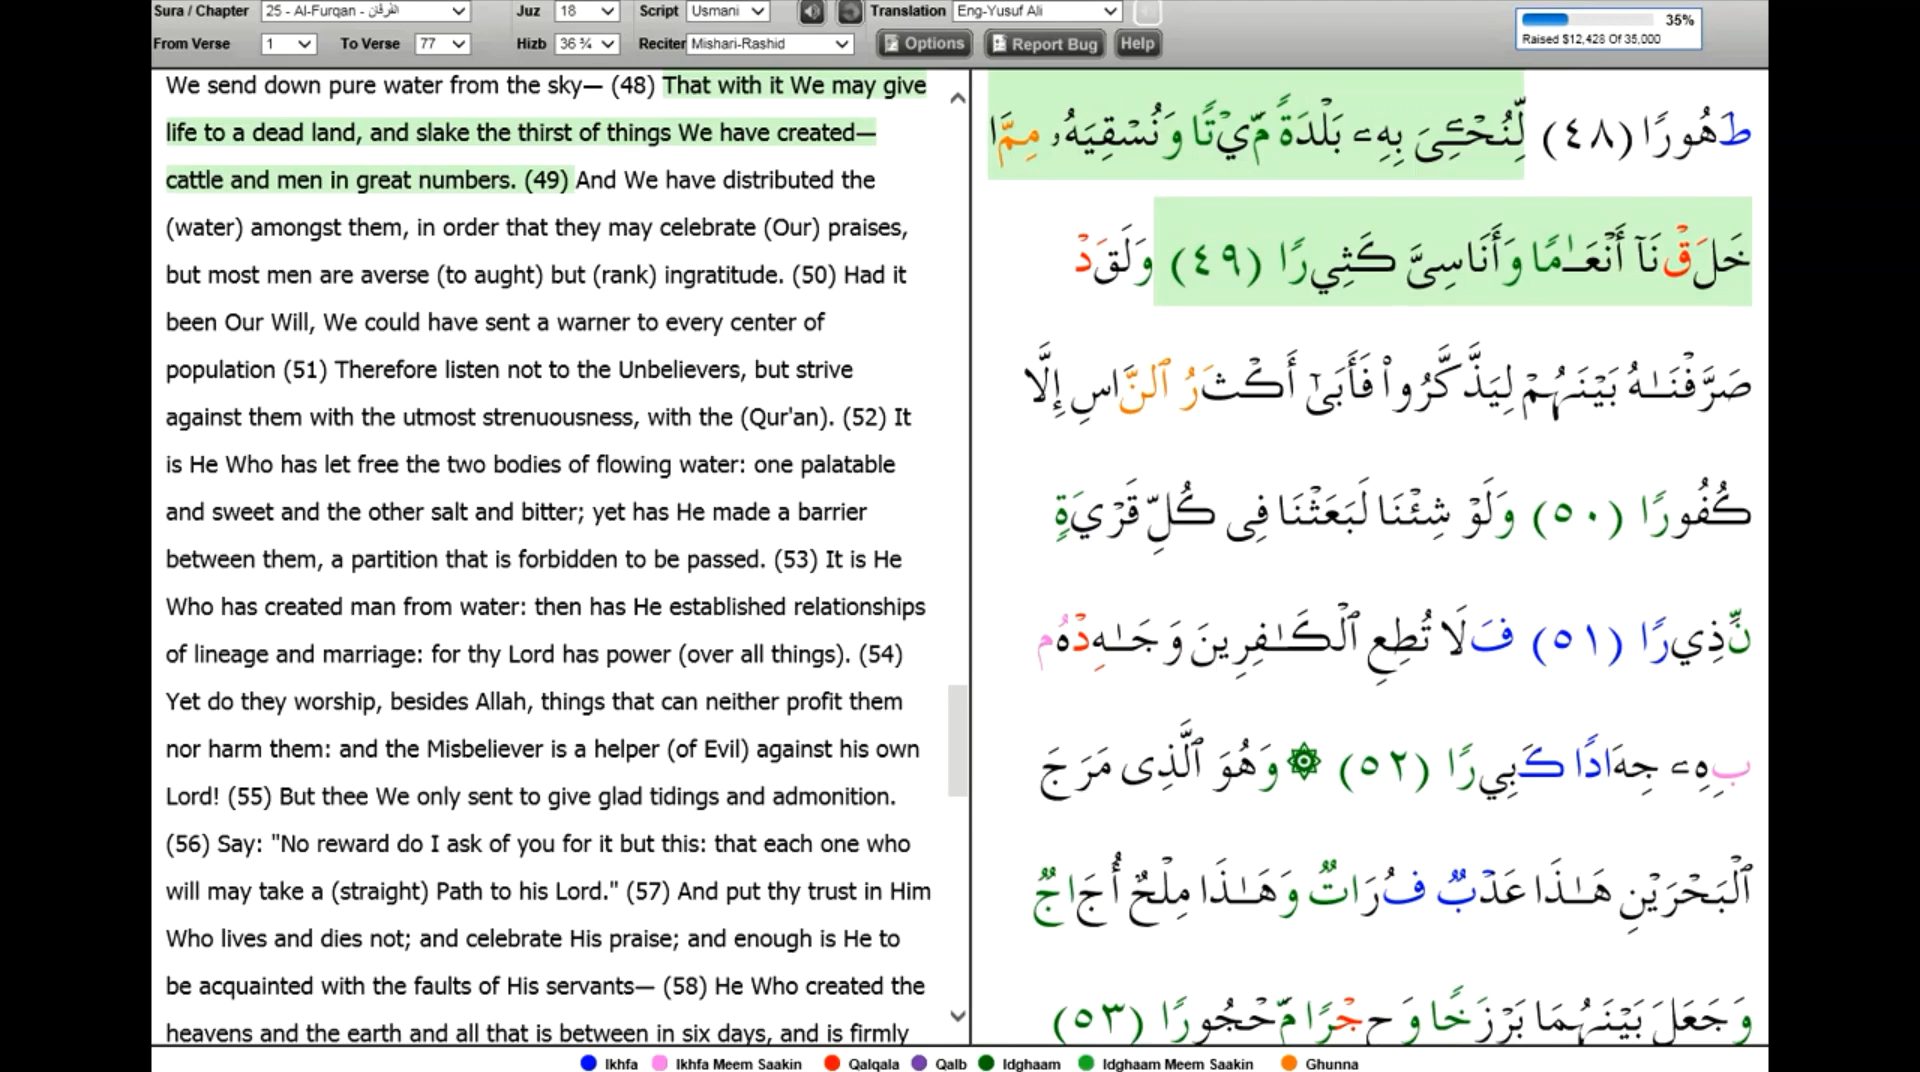 Sura / Chapter 25 - Al-Furqan - الفرقان Juz 18 Script Usmani Translation Eng-Yusuf Ali
From Verse 1 To Verse 77 Hizb 36 ¾ Reciter Mishari-Rashid Options Report Bug Help
35%
Raised $12,428 Of 35,000
We send down pure water from the sky— (48) That with it We may give
life to a dead land, and slake the thirst of things We have created—
cattle and men in great numbers. (49) And We have distributed the
(water) amongst them, in order that they may celebrate (Our) praises,
but most men are averse (to aught) but (rank) ingratitude. (50) Had it
been Our Will, We could have sent a warner to every center of
population (51) Therefore listen not to the Unbelievers, but strive
against them with the utmost strenuousness, with the (Qur'an). (52) It
is He Who has let free the two bodies of flowing water: one palatable
and sweet and the other salt and bitter; yet has He made a barrier
between them, a partition that is forbidden to be passed. (53) It is He
Who has created man from water: then has He established relationships
of lineage and marriage: for thy Lord has power (over all things). (54)
Yet do they worship, besides Allah, things that can neither profit them
nor harm them: and the Misbeliever is a helper (of Evil) against his own
Lord! (55) But thee We only sent to give glad tidings and admonition.
(56) Say: "No reward do I ask of you for it but this: that each one who
will may take a (straight) Path to his Lord." (57) And put thy trust in Him
Who lives and dies not; and celebrate His praise; and enough is He to
be acquainted with the faults of His servants— (58) He Who created the
heavens and the earth and all that is between in six days, and is firmly
طَهُورًا (٤٨) لِّنُحْـِۧىَ بِهِۦ بَلْدَةً مَّيْتًا وَنُسْقِيَهُۥ مِمَّا
خَلَقْنَآ أَنْعَـٰمًا وَأَنَاسِىَّ كَثِيرًا (٤٩) وَلَقَدْ
صَرَّفْنَـٰهُ بَيْنَهُمْ لِيَذَّكَّرُوا۟ فَأَبَىٰٓ أَكْثَرُ ٱلنَّاسِ إِلَّا
كُفُورًا (٥٠) وَلَوْ شِئْنَا لَبَعَثْنَا فِى كُلِّ قَرْيَةٍ
نَّذِيرًا (٥١) فَلَا تُطِعِ ٱلْكَـٰفِرِينَ وَجَـٰهِدْهُم
بِهِۦ جِهَادًا كَبِيرًا (٥٢) ۞ وَهُوَ ٱلَّذِى مَرَجَ
ٱلْبَحْرَيْنِ هَـٰذَا عَذْبٌ فُرَاتٌ وَهَـٰذَا مِلْحٌ أُجَاجٌ
وَجَعَلَ بَيْنَهُمَا بَرْزَخًا وَحِجْرًا مَّحْجُورًا (٥٣)
Ikhfa Ikhfa Meem Saakin Qalqala Qalb Idghaam Idghaam Meem Saakin Ghunna